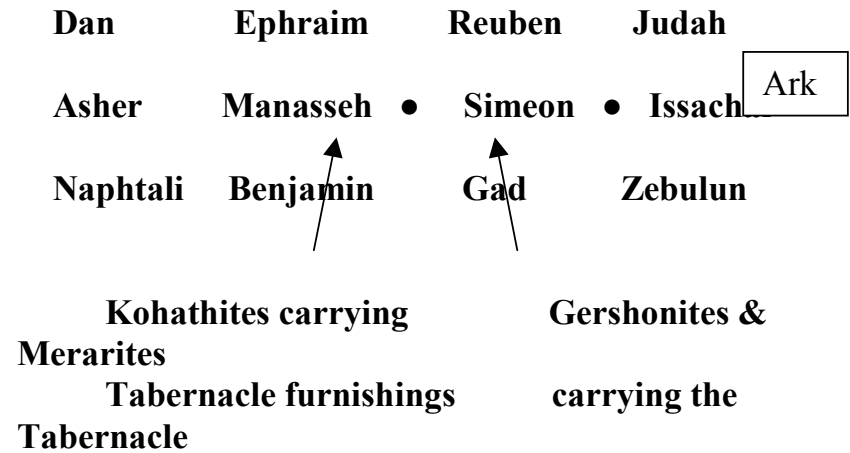 Dan Ephraim Reuben Judah
Ark
Asher Manasseh • Simeon •
Naphtali Benjamin Gad Zebulun
Kohathites carrying Gershonites &
Merarites
Tabernacle furnishings carrying the
Tabernacle